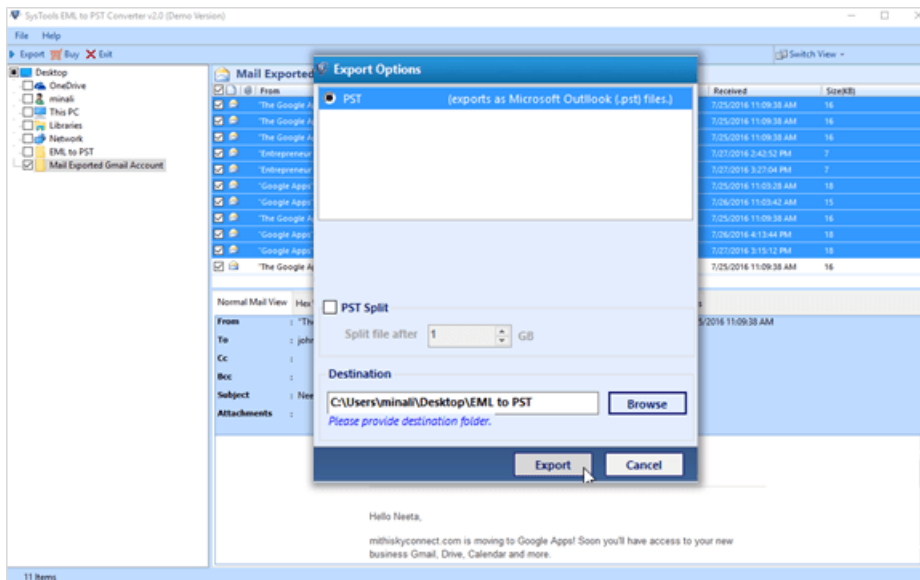 SysTools EML to PST Converter v2.0 (Demo Version)
File Help
Export Buy Exit
Switch View
Desktop
OneDrive
minali
This PC
Libraries
Network
EML to PST
Mail Exported Gmail Account
Mail Exported
From Received Size(KB)
"The Google A 7/25/2016 11:09:38 AM 16
"The Google A 7/25/2016 11:09:38 AM 16
"The Google A 7/25/2016 11:09:38 AM 16
"Entrepreneur 7/27/2016 2:42:52 PM 7
"Entrepreneur 7/27/2016 3:27:04 PM 7
"Google Apps" 7/25/2016 11:03:28 AM 18
"Google Apps" 7/26/2016 11:03:42 AM 15
"The Google A 7/25/2016 11:09:38 AM 16
"Google Apps" 7/26/2016 4:13:44 PM 18
"Google Apps" 7/27/2016 3:15:12 PM 18
"The Google A 7/25/2016 11:09:38 AM 16
Export Options
PST (exports as Microsoft Outllook (.pst) files.)
PST Split
Split file after 1 GB
Destination
C:\Users\minali\Desktop\EML to PST Browse
Please provide destination folder.
Export Cancel
Normal Mail View Hex
From : "Th 5/2016 11:09:38 AM
To : john
Cc :
Bcc :
Subject : Nee
Attachments :
Hello Neeta,
mithiskyconnect.com is moving to Google Apps! Soon you'll have access to your new
business Gmail, Drive, Calendar and more.
11 Items